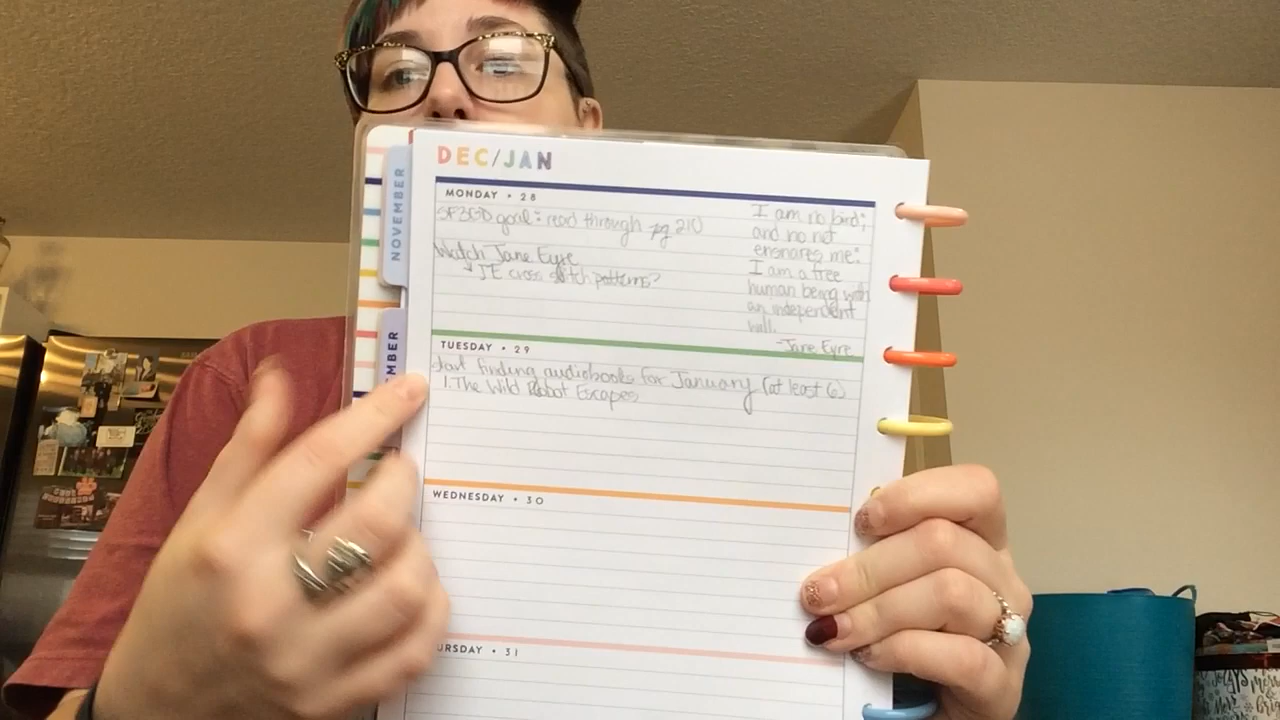 DEC/JAN
NOVEMBER
MONDAY • 28
SF3GD goal: read through pg 210
Watch Jane Eyre
JE cross stitch patterns?
I am no bird;
and no net
ensnares me:
I am a free
human being with
an independent
will.
-Jane Eyre
MBER
TUESDAY • 29
start finding audiobooks for January (at least 6)
1. The Wild Robot Escapes
WEDNESDAY • 30
URSDAY • 31